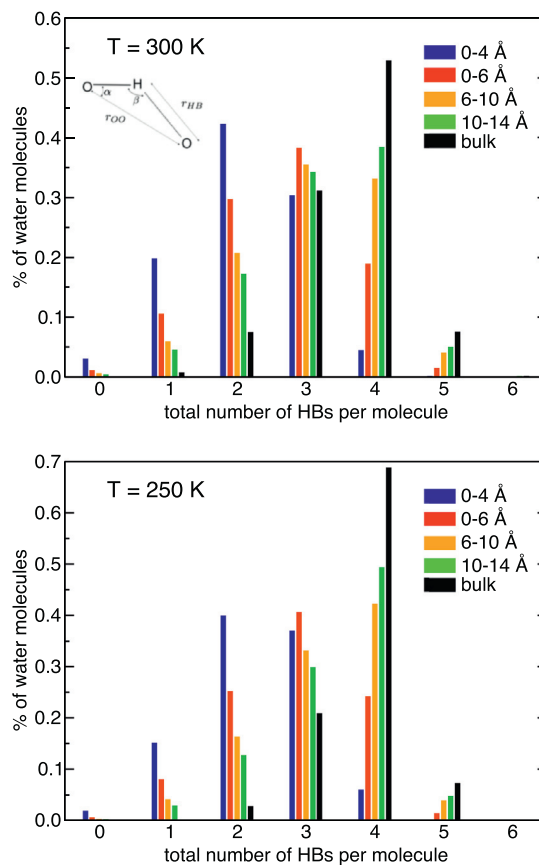 0.6
T = 300 K
0-4 Å
0-6 Å
6-10 Å
10-14 Å
bulk
O
H
α
β
r_HB
r_OO
O
0.5
0.4
0.3
0.2
0.1
0.0
% of water molecules
0 1 2 3 4 5 6
total number of HBs per molecule
0.7
T = 250 K
0-4 Å
0-6 Å
6-10 Å
10-14 Å
bulk
0.6
0.5
0.4
0.3
0.2
0.1
0.0
% of water molecules
0 1 2 3 4 5 6
total number of HBs per molecule